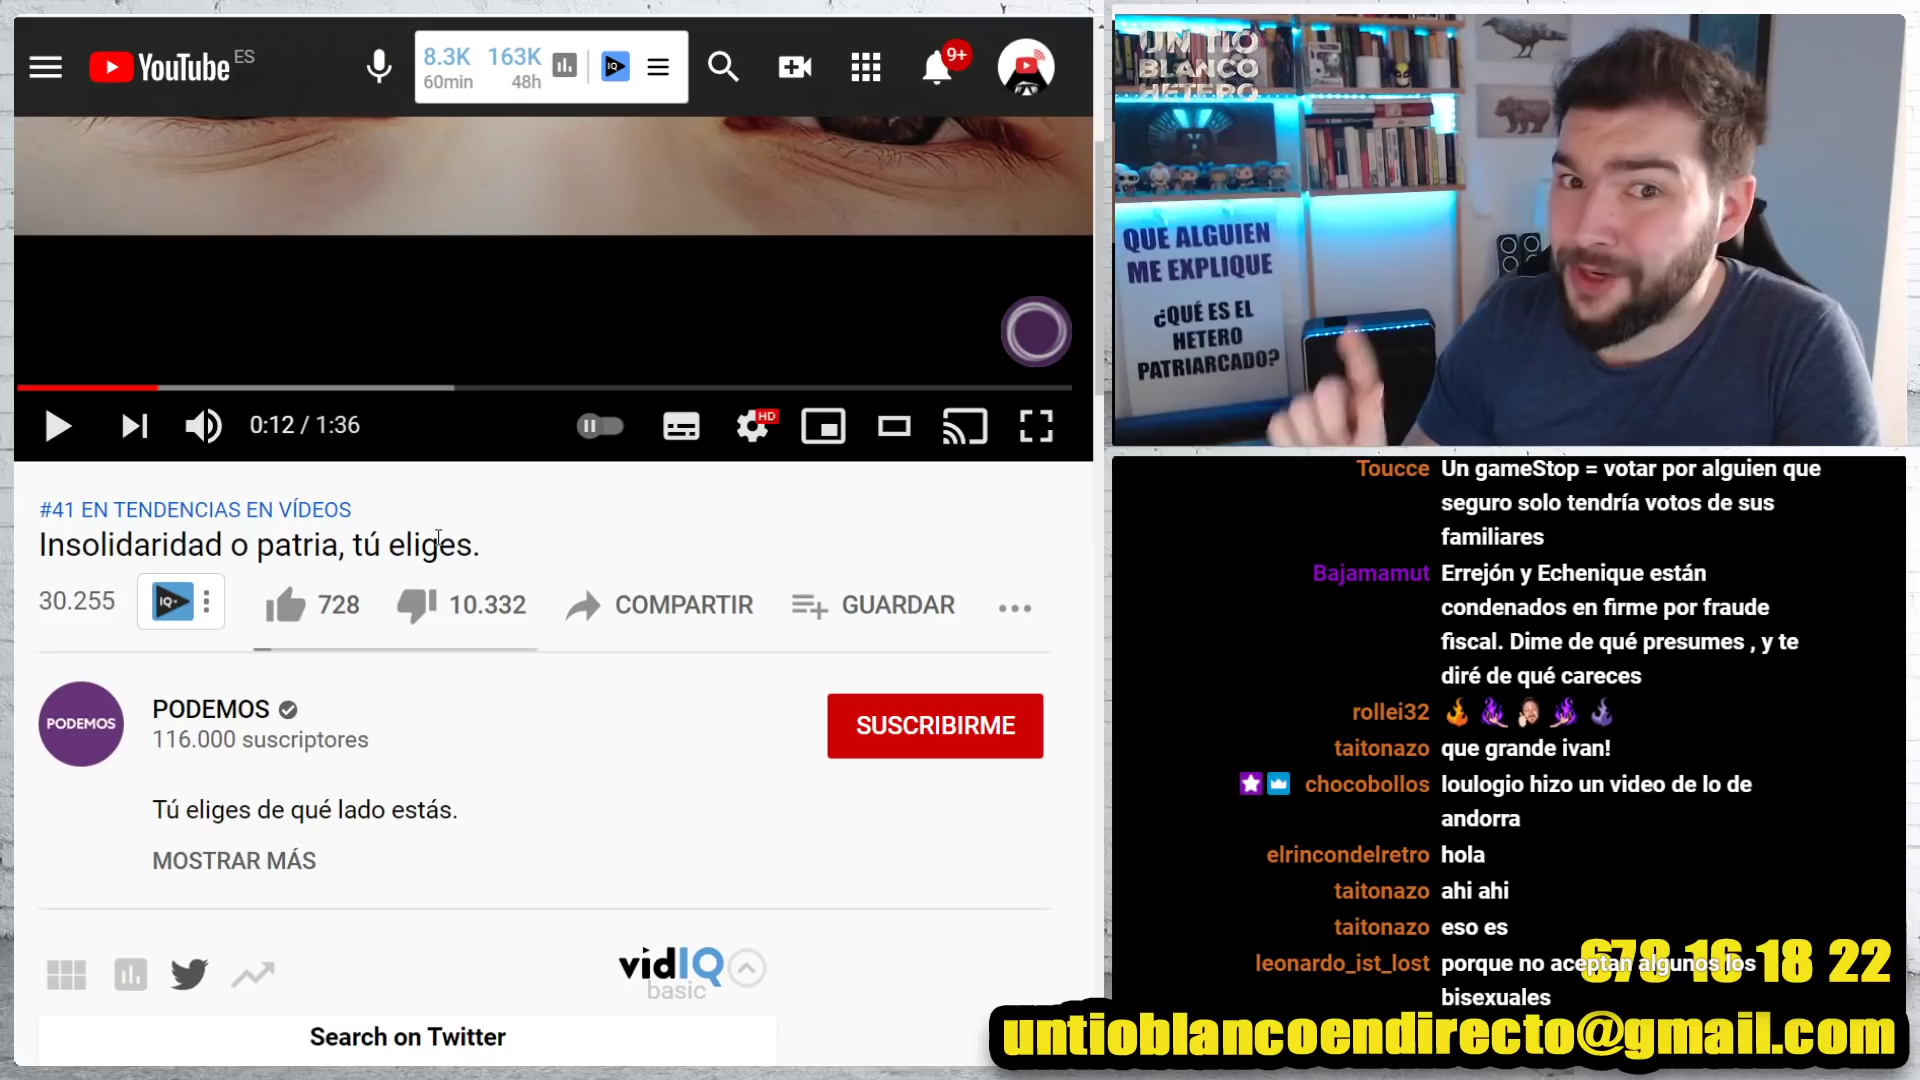 YouTube ES
8.3K 163K
60min 48h
IQ
9+
HD
0:12 / 1:36
#41 EN TENDENCIAS EN VÍDEOS
Insolidaridad o patria, tú eliges.
30.255
IQ+
728
10.332
COMPARTIR
GUARDAR
PODEMOS
PODEMOS
116.000 suscriptores
SUSCRIBIRME
Tú eliges de qué lado estás.
MOSTRAR MÁS
vidIQ
basic
Search on Twitter
UN TIO
BLANCO
HETERO
QUE ALGUIEN
ME EXPLIQUE
¿QUÉ ES EL
HETERO
PATRIARCADO?
Toucce Un gameStop = votar por alguien que
seguro solo tendría votos de sus
familiares
Bajamamut Errejón y Echenique están
condenados en firme por fraude
fiscal. Dime de qué presumes , y te
diré de qué careces
rollei32
taitonazo que grande ivan!
chocobollos loulogio hizo un video de lo de
andorra
elrincondelretro hola
taitonazo ahi ahi
taitonazo eso es
leonardo_ist_lost porque no aceptan algunos los
bisexuales
678 16 18 22
untioblancoendirecto@gmail.com